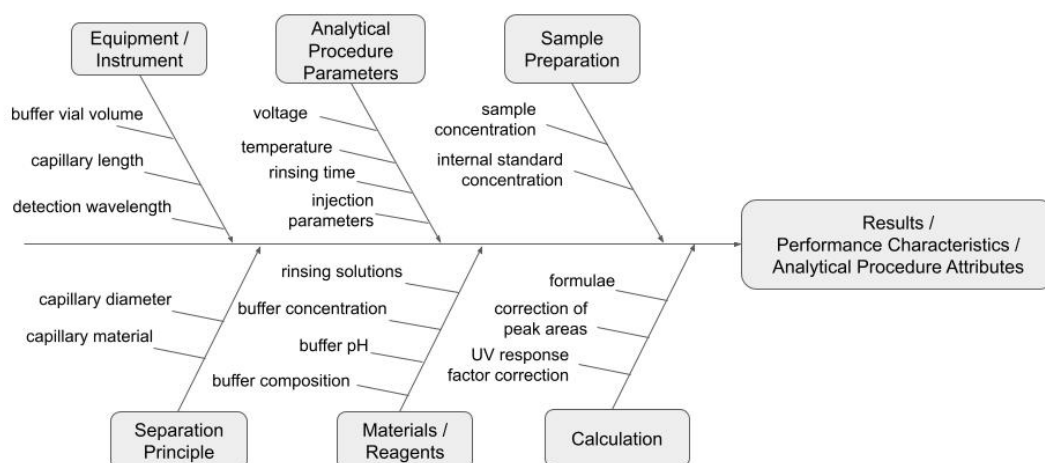 Equipment /
Instrument
Analytical
Procedure
Parameters
Sample
Preparation
buffer vial volume
capillary length
detection wavelength
voltage
temperature
rinsing time
injection
parameters
sample
concentration
internal standard
concentration
Results /
Performance Characteristics /
Analytical Procedure Attributes
capillary diameter
capillary material
rinsing solutions
buffer concentration
buffer pH
buffer composition
formulae
correction of
peak areas
UV response
factor correction
Separation
Principle
Materials /
Reagents
Calculation